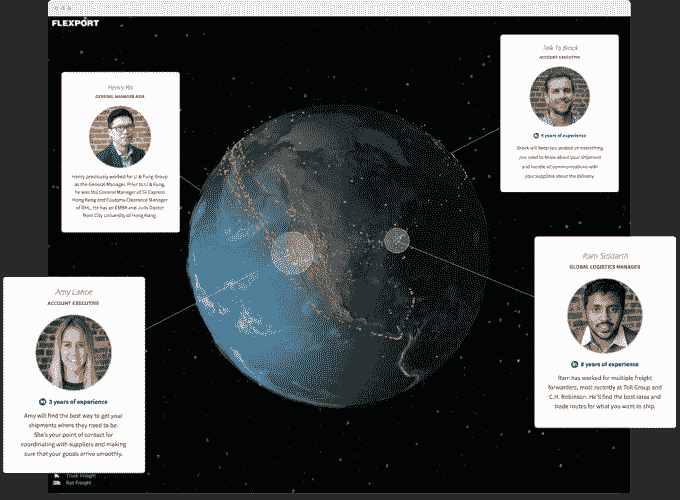 FLEXPORT
Henry Ko
GENERAL MANAGER ASIA
Henry previously worked for Li & Fung Group
as the General Manager. Prior to Li & Fung,
he was the General Manager of SF Express
Hong Kong and Customs Clearance Manager
of DHL. He has an EMBA and Juris Doctor
from City University of Hong Kong.
Talk To Brock
ACCOUNT EXECUTIVE
in 5 years of experience
Brock will keep you posted on everything
you need to know about your shipment
and handle all communications with
your suppliers about the delivery.
Amy Lance
ACCOUNT EXECUTIVE
in 3 years of experience
Amy will find the best way to get your
shipments where they need to be.
She's your point of contact for
coordinating with suppliers and making
sure that your goods arrive smoothly.
Ram Siddarth
GLOBAL LOGISTICS MANAGER
in 8 years of experience
Ram has worked for multiple freight
forwarders, most recently at Toll Group and
C.H. Robinson. He'll find the best rates and
trade routes for what you want to ship.
Truck Freight
Rail Freight